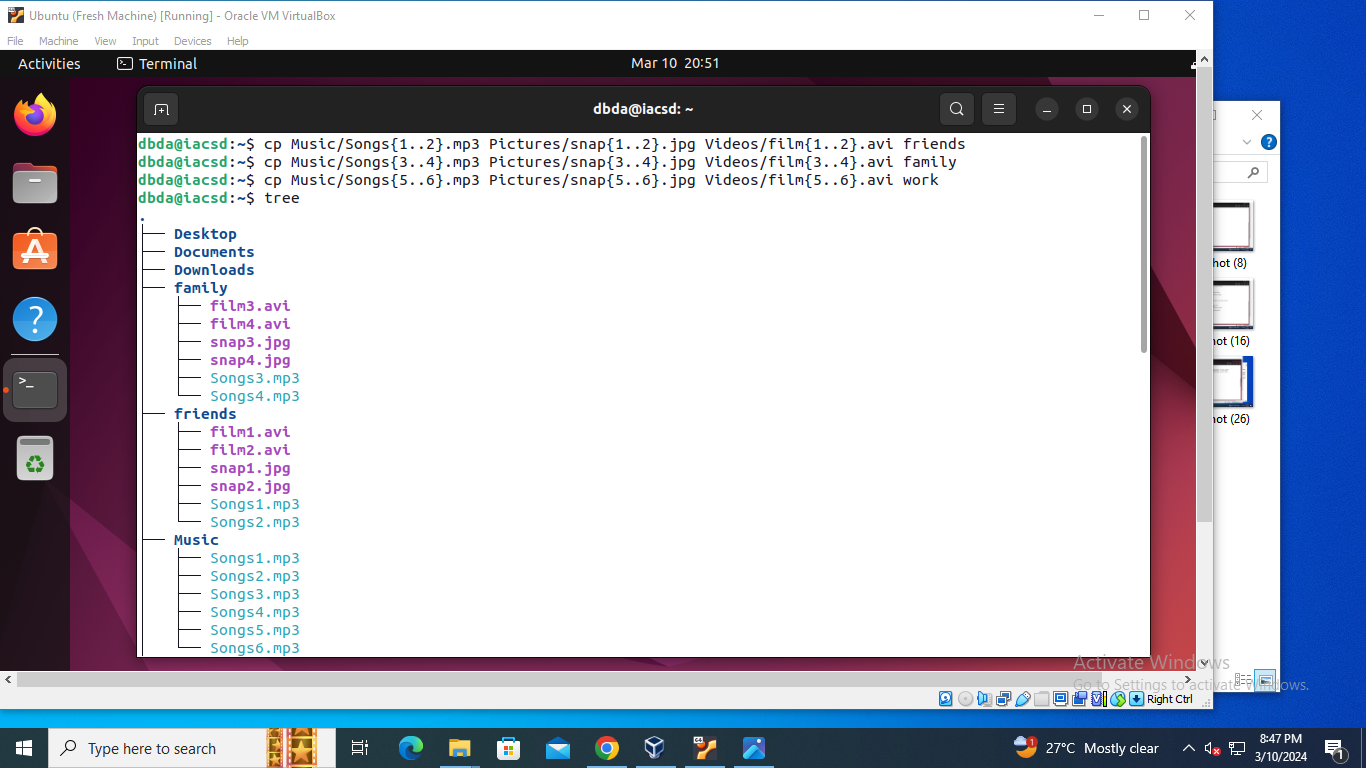 Ubuntu (Fresh Machine) [Running] - Oracle VM VirtualBox
File Machine View Input Devices Help
Activities Terminal Mar 10 20:51
dbda@iacsd: ~
dbda@iacsd:~$ cp Music/Songs{1..2}.mp3 Pictures/snap{1..2}.jpg Videos/film{1..2}.avi friends
dbda@iacsd:~$ cp Music/Songs{3..4}.mp3 Pictures/snap{3..4}.jpg Videos/film{3..4}.avi family
dbda@iacsd:~$ cp Music/Songs{5..6}.mp3 Pictures/snap{5..6}.jpg Videos/film{5..6}.avi work
dbda@iacsd:~$ tree
.
├── Desktop
├── Documents
├── Downloads
├── family
│   ├── film3.avi
│   ├── film4.avi
│   ├── snap3.jpg
│   ├── snap4.jpg
│   ├── Songs3.mp3
│   └── Songs4.mp3
├── friends
│   ├── film1.avi
│   ├── film2.avi
│   ├── snap1.jpg
│   ├── snap2.jpg
│   ├── Songs1.mp3
│   └── Songs2.mp3
├── Music
│   ├── Songs1.mp3
│   ├── Songs2.mp3
│   ├── Songs3.mp3
│   ├── Songs4.mp3
│   ├── Songs5.mp3
│   └── Songs6.mp3
hot (8)
hot (16)
hot (26)
Activate Windows
Go to Settings to activate Windows.
Right Ctrl
Type here to search
27°C Mostly clear
8:47 PM
3/10/2024
1